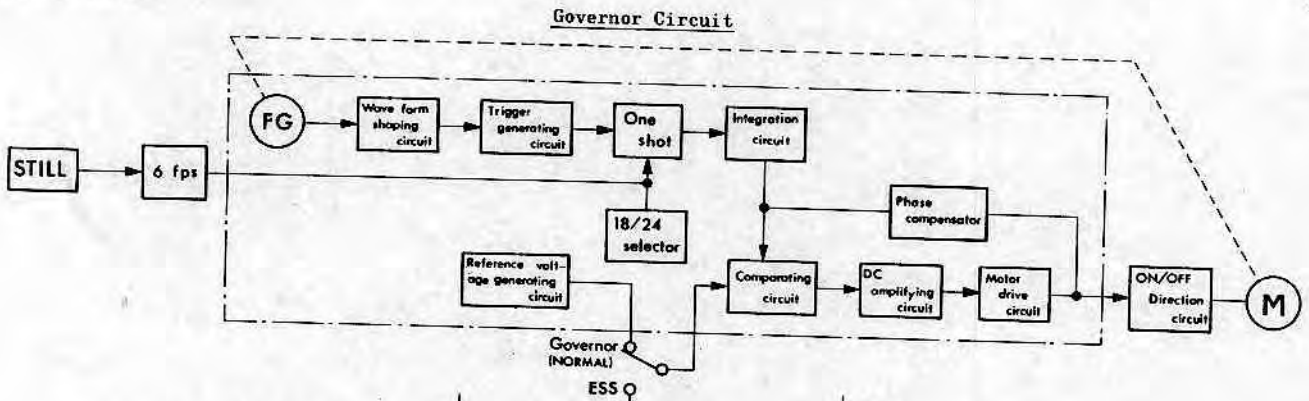 Governor Circuit
FG
Wave form
shaping
circuit
Trigger
generating
circuit
One
shot
Integration
circuit
STILL
6 fps
18/24
selector
Phase
compensator
Reference volt-
age generating
circuit
Comparating
circuit
DC
amplifying
circuit
Motor
drive
circuit
ON/OFF
Direction
circuit
M
Governor
(NORMAL)
ESS